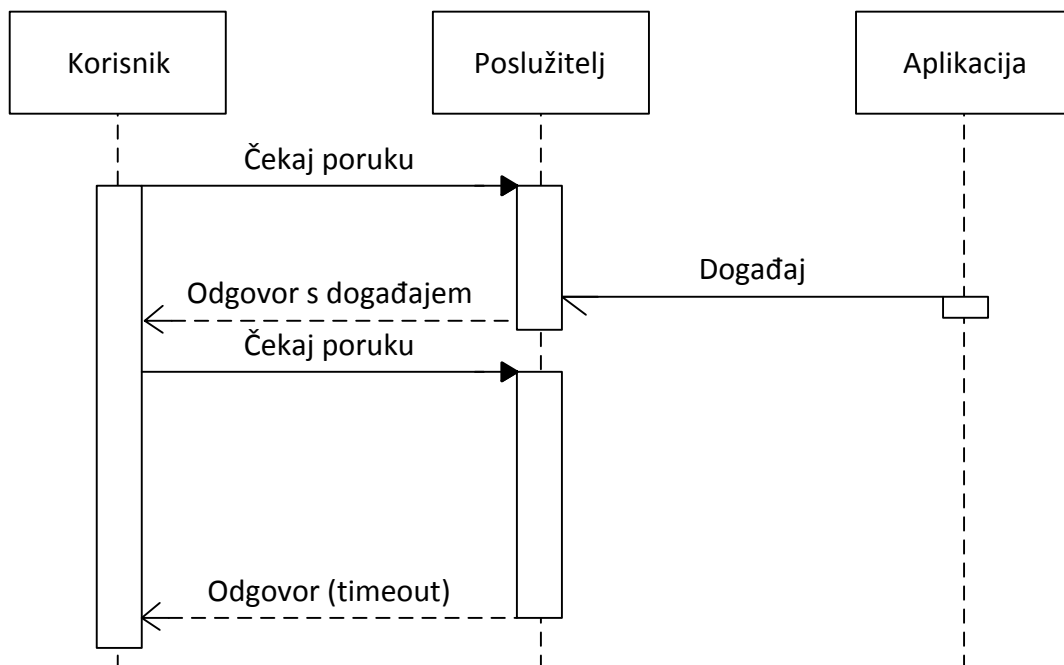 Korisnik
Poslužitelj
Aplikacija
Čekaj poruku
Događaj
Odgovor s događajem
Čekaj poruku
Odgovor (timeout)